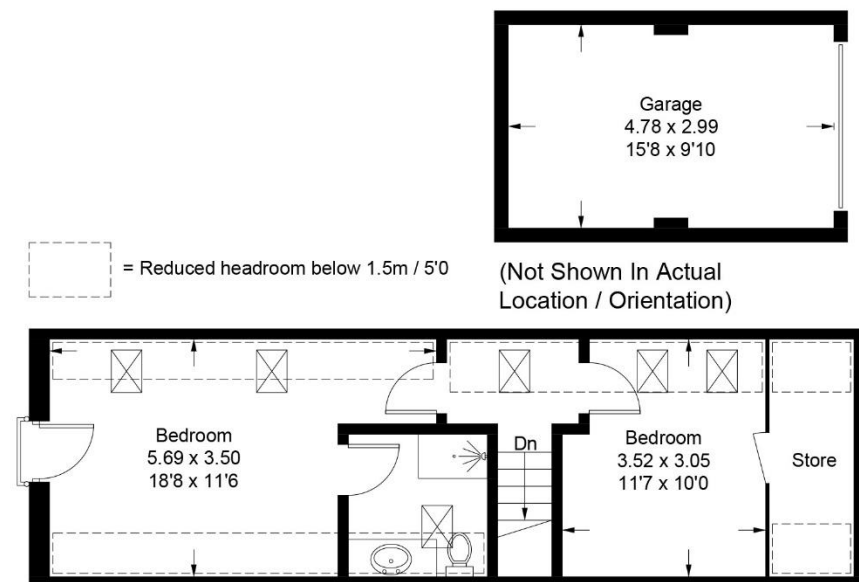 Garage
4.78 x 2.99
15'8 x 9'10
= Reduced headroom below 1.5m / 5'0
(Not Shown In Actual
Location / Orientation)
Bedroom
5.69 x 3.50
18'8 x 11'6
Dn
Bedroom
3.52 x 3.05
11'7 x 10'0
Store